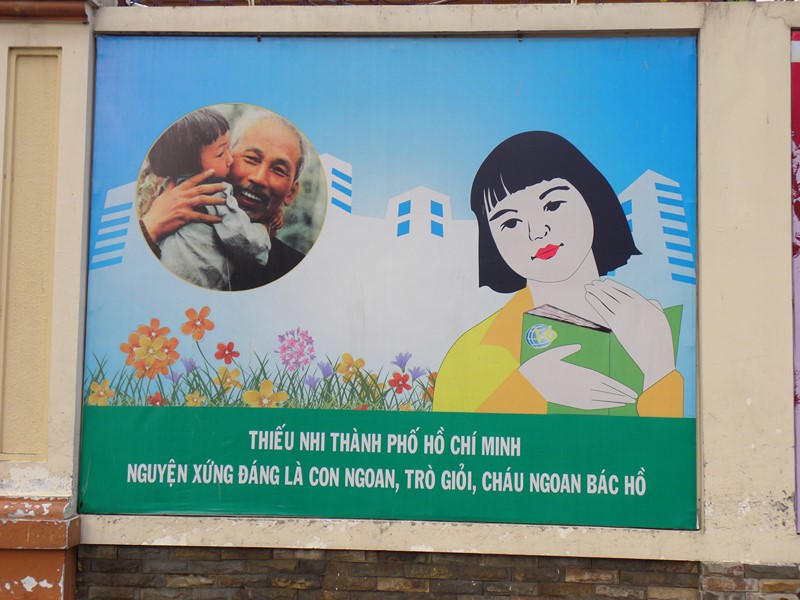 THIẾU NHI THÀNH PHỐ HỒ CHÍ MINH
NGUYỆN XỨNG ĐÁNG LÀ CON NGOAN, TRÒ GIỎI, CHÁU NGOAN BÁC HỒ